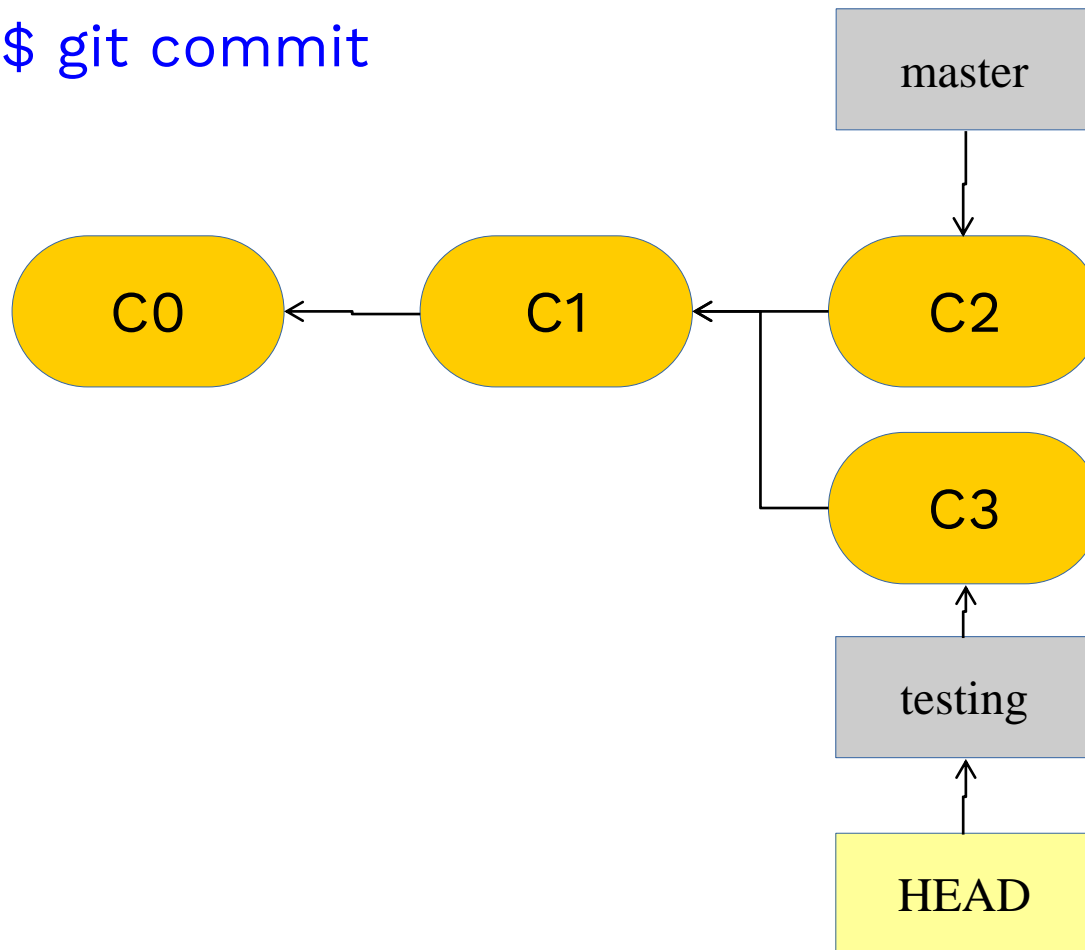 $ git commit
master
C0
C1
C2
C3
testing
HEAD